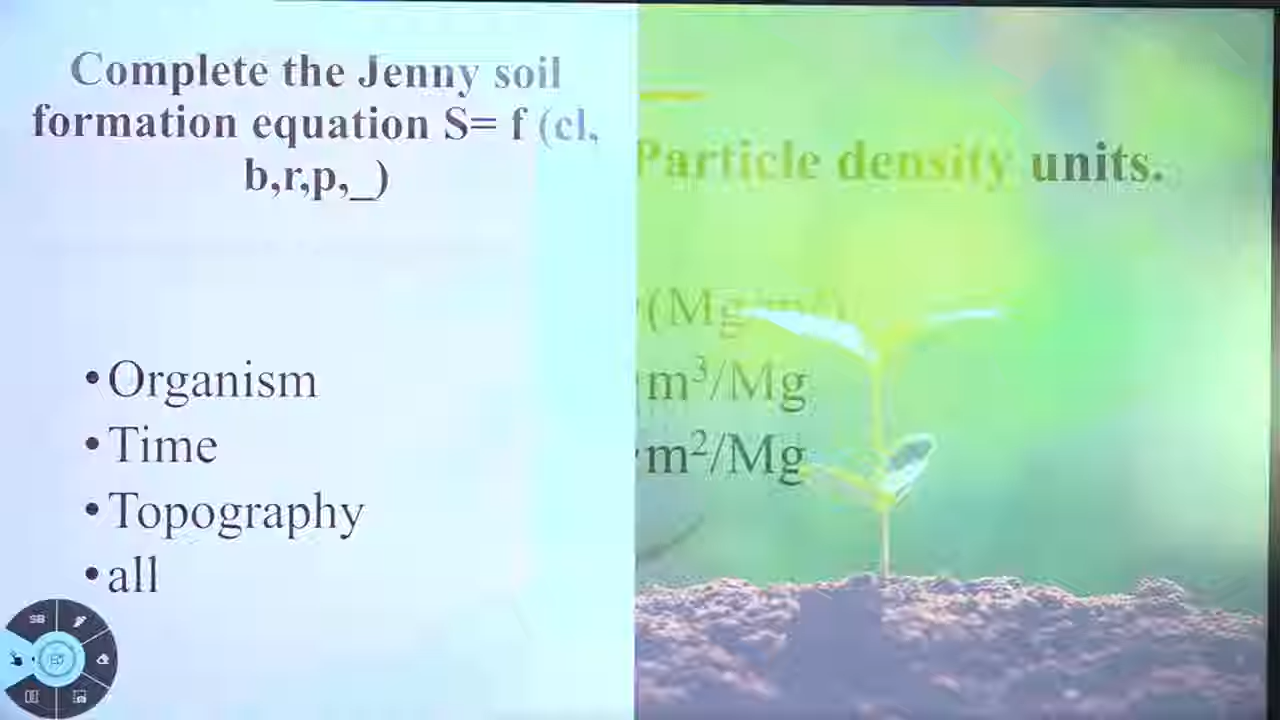 Complete the Jenny soil
formation equation S= f (cl,
b,r,p,_)
•Organism
•Time
•Topography
•all
SB
Particle density units.
m³/Mg
m²/Mg